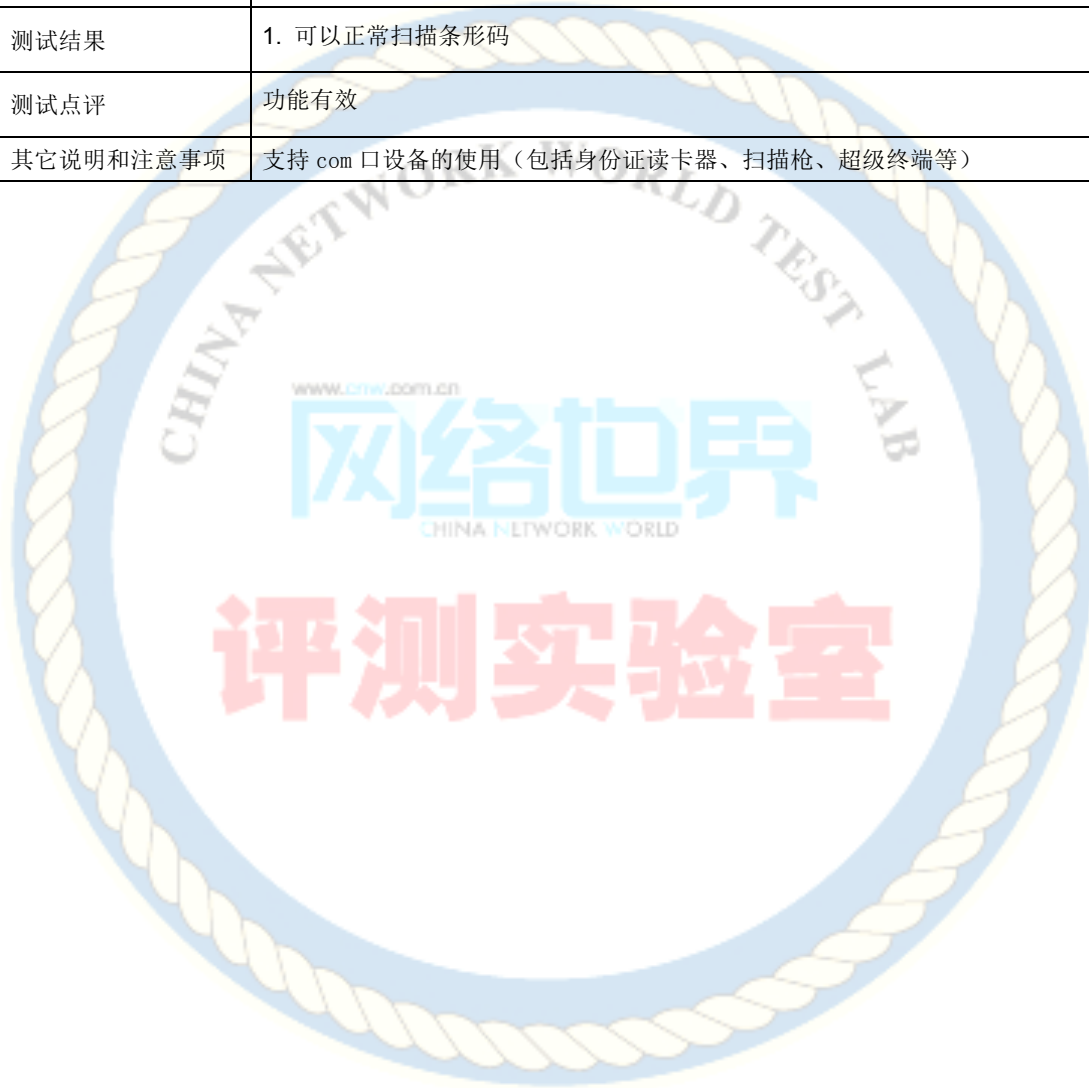 测试结果 1. 可以正常扫描条形码
测试点评 功能有效
其它说明和注意事项 支持 com 口设备的使用（包括身份证读卡器、扫描枪、超级终端等）
CHINA NETWORK WORLD TEST LAB
www.cnw.com.cn
网络世界
CHINA NETWORK WORLD
评测实验室